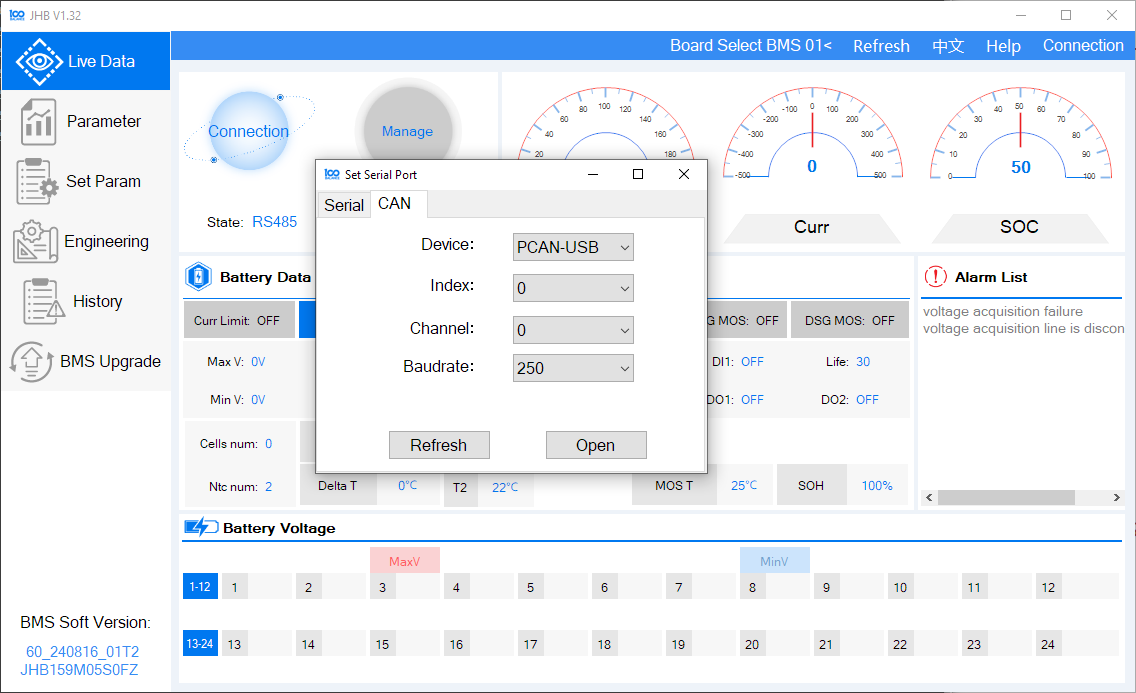 100 JHB V1.32
Live Data
Parameter
Set Param
Engineering
History
BMS Upgrade
BMS Soft Version:
60_240816_01T2
JHB159M05S0FZ
Board Select BMS 01< Refresh 中文 Help Connection
Connection
Manage
State: RS485
20 40 60 80 100 120 140 160 180
-500 -400 -300 -200 -100 0 100 200 300 400 500
0
Curr
0 10 20 30 40 50 60 70 80 90 100
50
SOC
100 Set Serial Port
Serial CAN
Device: PCAN-USB
Index: 0
Channel: 0
Baudrate: 250
Refresh Open
Battery Data
Curr Limit: OFF
G MOS: OFF
DSG MOS: OFF
Max V: 0V
DI1: OFF
Life: 30
Min V: 0V
DO1: OFF
DO2: OFF
Cells num: 0
Ntc num: 2
Delta T 0°C
T2 22°C
MOS T 25°C
SOH 100%
Alarm List
voltage acquisition failure
voltage acquisition line is discon
Battery Voltage
MaxV MinV
1-12 1 2 3 4 5 6 7 8 9 10 11 12
13-24 13 14 15 16 17 18 19 20 21 22 23 24